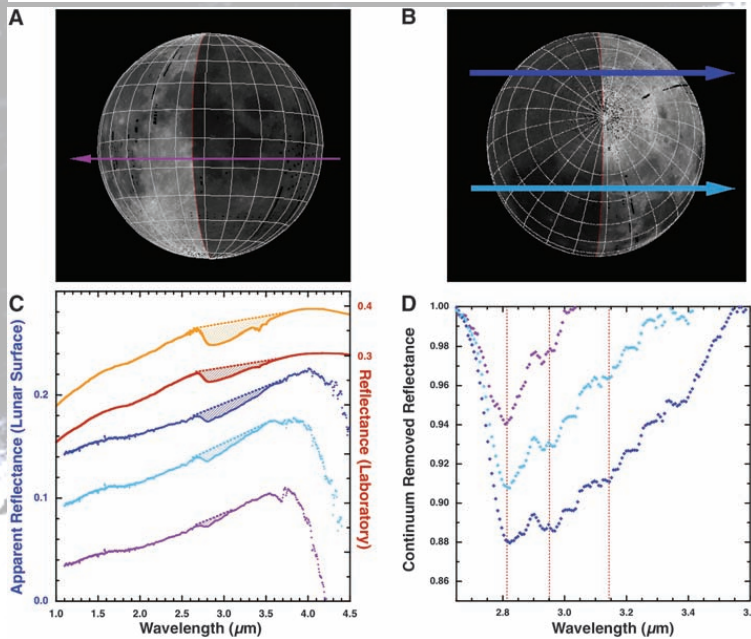 A
B
C
D
Apparent Reflectance (Lunar Surface)
0.2
0.1
0.0
0.4
0.3
Reflectance (Laboratory)
1.0 1.5 2.0 2.5 3.0 3.5 4.0 4.5
Wavelength (µm)
Continuum Removed Reflectance
1.00
0.98
0.96
0.94
0.92
0.90
0.88
0.86
2.8 3.0 3.2 3.4 3.6
Wavelength (µm)